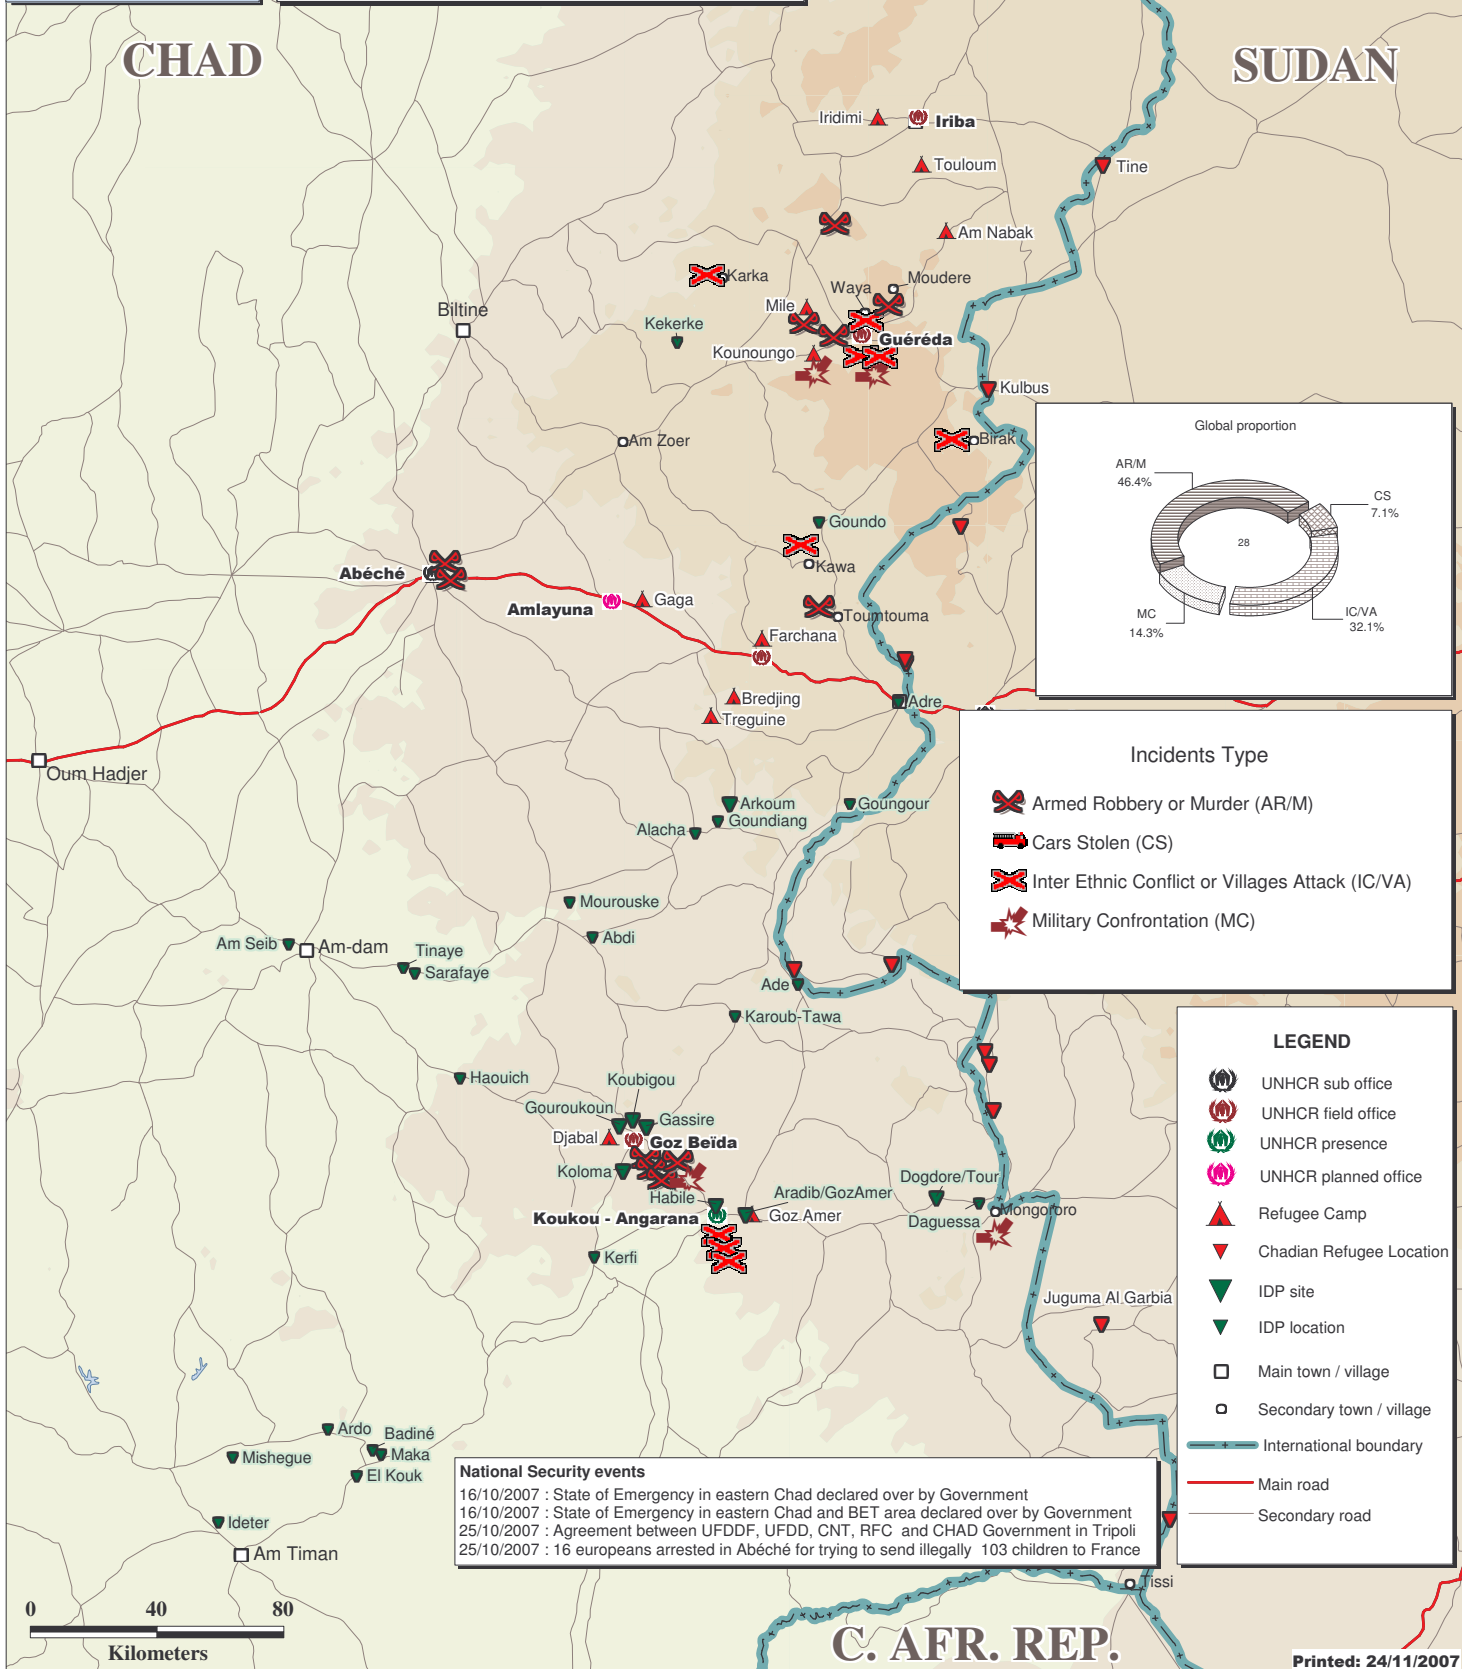 CHAD
SUDAN
Iridimi
Iriba
Touloum
Tine
Am Nabak
Karka
Moudere
Waya
Mile
Biltine
Kekerke
Guéréda
Kounoungo
Kulbus
Birak
Am Zoer
Global proportion
AR/M
46.4%
CS
7.1%
28
MC
14.3%
IC/VA
32.1%
Goundo
Kawa
Abéché
Amlayuna
Gaga
Toumtouma
Farchana
Bredjing
Treguine
Adre
Oum Hadjer
Incidents Type
Armed Robbery or Murder (AR/M)
Cars Stolen (CS)
Inter Ethnic Conflict or Villages Attack (IC/VA)
Military Confrontation (MC)
Arkoum
Goungour
Goundiang
Alacha
Mourouske
Abdi
Am Seib
Am-dam
Tinaye
Sarafaye
Ade
Karoub-Tawa
Haouich
Koubigou
Gouroukoun
Gassire
Djabal
Goz Beïda
Koloma
Habile
Aradib/GozAmer
Koukou - Angarana
Goz Amer
Dogdore/Tour
Daguessa
Mongororo
Kerfi
Juguma Al Garbia
LEGEND
UNHCR sub office
UNHCR field office
UNHCR presence
UNHCR planned office
Refugee Camp
Chadian Refugee Location
IDP site
IDP location
Main town / village
Secondary town / village
International boundary
Main road
Secondary road
Ardo
Badiné
Maka
Mishegue
El Kouk
Ideter
Am Timan
National Security events
16/10/2007 : State of Emergency in eastern Chad declared over by Government
16/10/2007 : State of Emergency in eastern Chad and BET area declared over by Government
25/10/2007 : Agreement between UFDDF, UFDD, CNT, RFC and CHAD Government in Tripoli
25/10/2007 : 16 europeans arrested in Abéché for trying to send illegally 103 children to France
Tissi
0 40 80
Kilometers
C. AFR. REP.
Printed: 24/11/2007